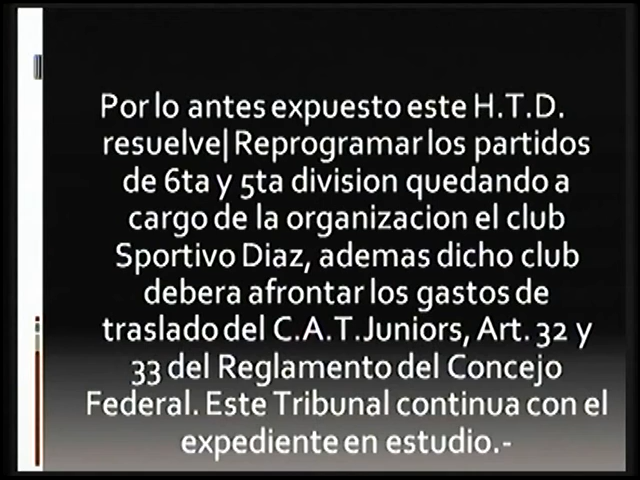 Por lo antes expuesto este H.T.D.
resuelve| Reprogramar los partidos
de 6ta y 5ta division quedando a
cargo de la organizacion el club
Sportivo Diaz, ademas dicho club
debera afrontar los gastos de
traslado del C.A.T.Juniors, Art. 32 y
33 del Reglamento del Concejo
Federal. Este Tribunal continua con el
expediente en estudio.-